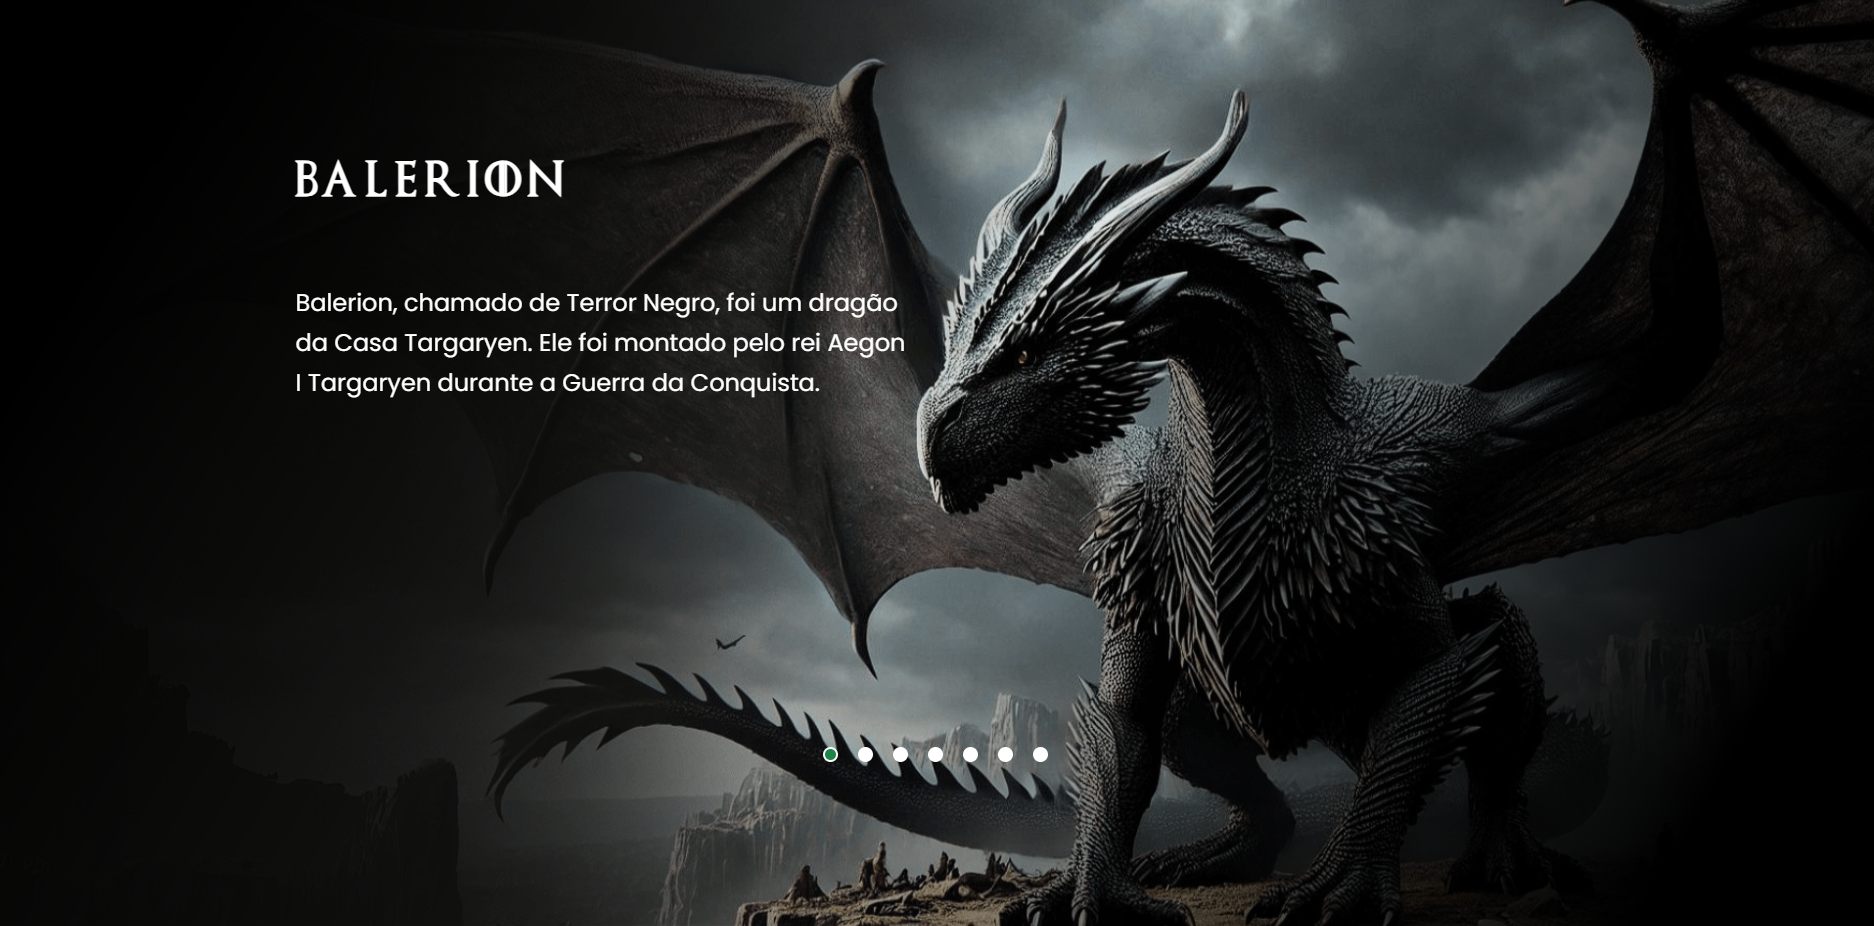 BALERION
Balerion, chamado de Terror Negro, foi um dragão
da Casa Targaryen. Ele foi montado pelo rei Aegon
I Targaryen durante a Guerra da Conquista.